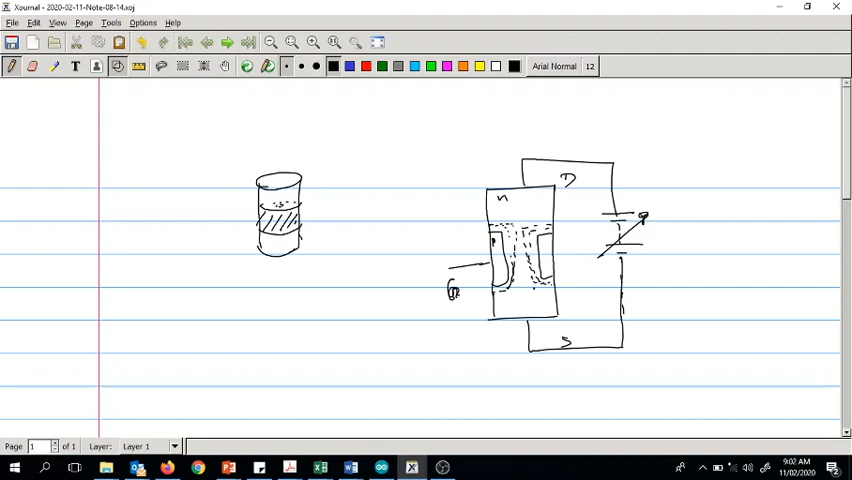 Xournal - 2020-02-11-Note-08-14.xoj
File Edit View Page Tools Options Help
T Arial Normal 12
D
n
G
S
Page 1 of 1 Layer: Layer 1
9:02 AM
11/02/2020
2